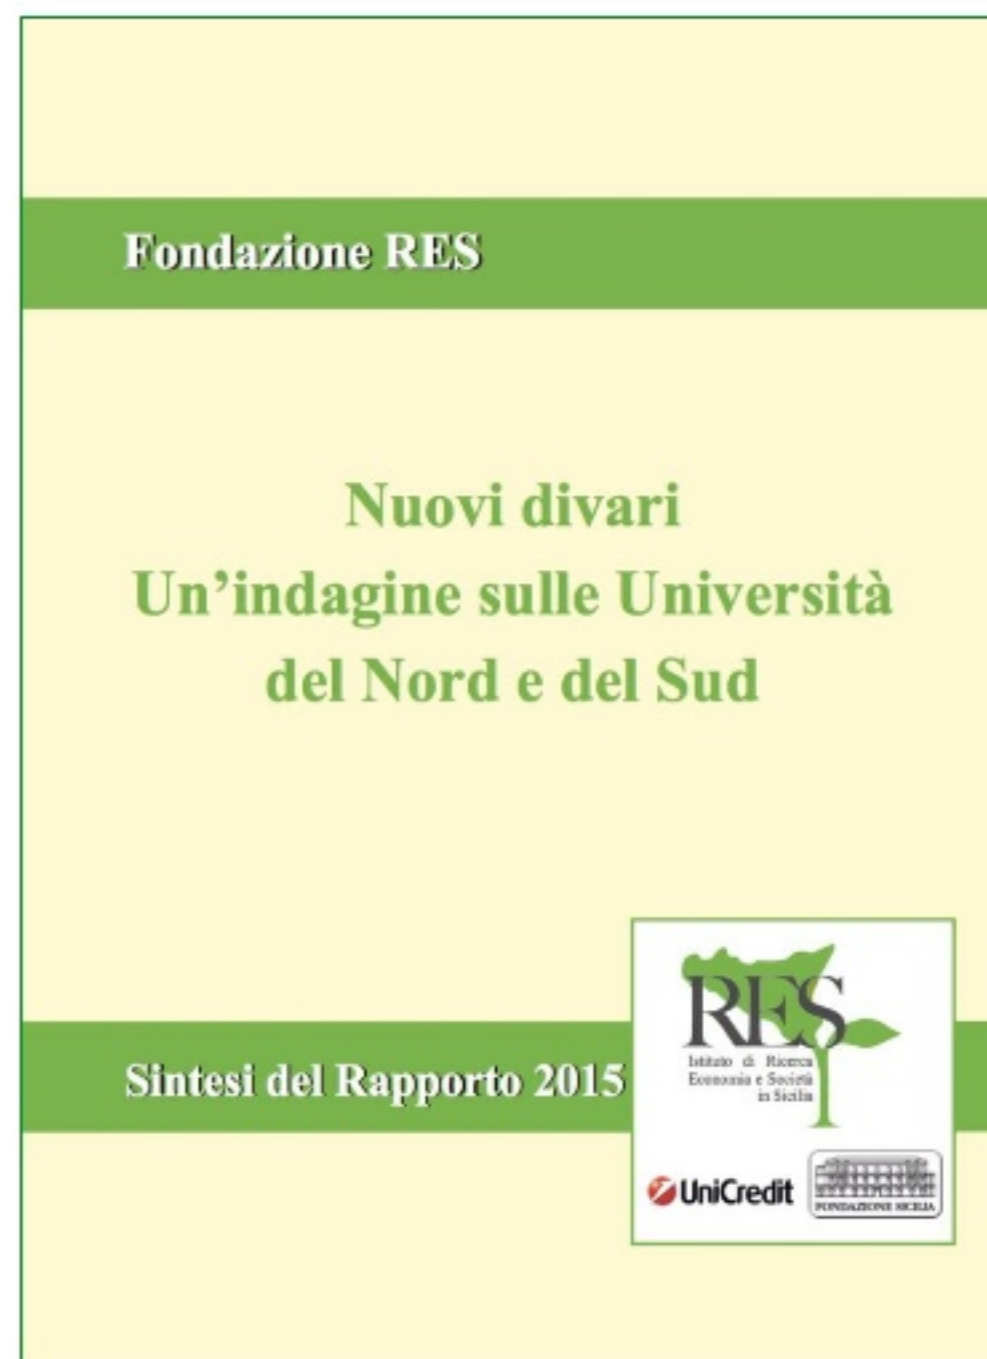 Fondazione RES
Nuovi divari
Un'indagine sulle Università
del Nord e del Sud
Sintesi del Rapporto 2015
RES
Istituto di Ricerca
Economia e Società
in Sicilia
UniCredit
FONDAZIONE SICILIA